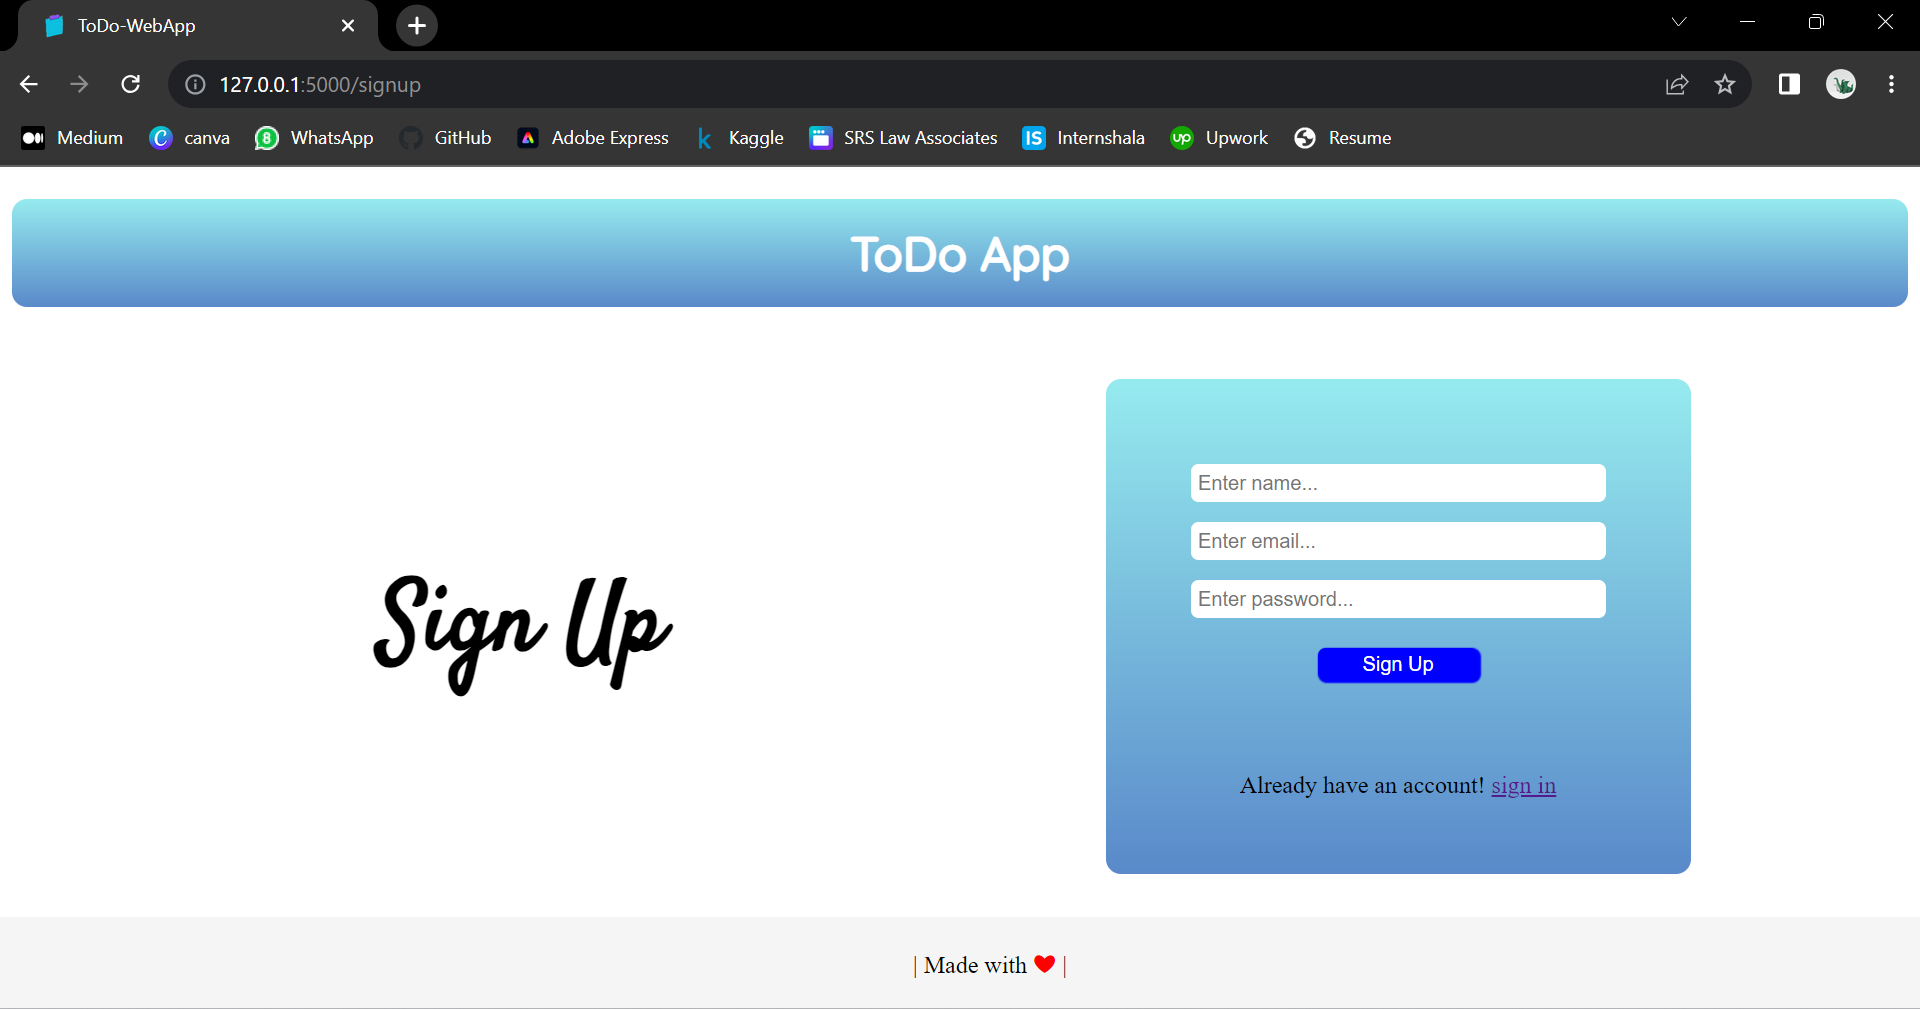 ToDo-WebApp
127.0.0.1:5000/signup
Medium canva WhatsApp GitHub Adobe Express Kaggle SRS Law Associates Internshala Upwork Resume
ToDo App
Sign Up
Enter name...
Enter email...
Enter password...
Sign Up
Already have an account! sign in
| Made with ❤ |